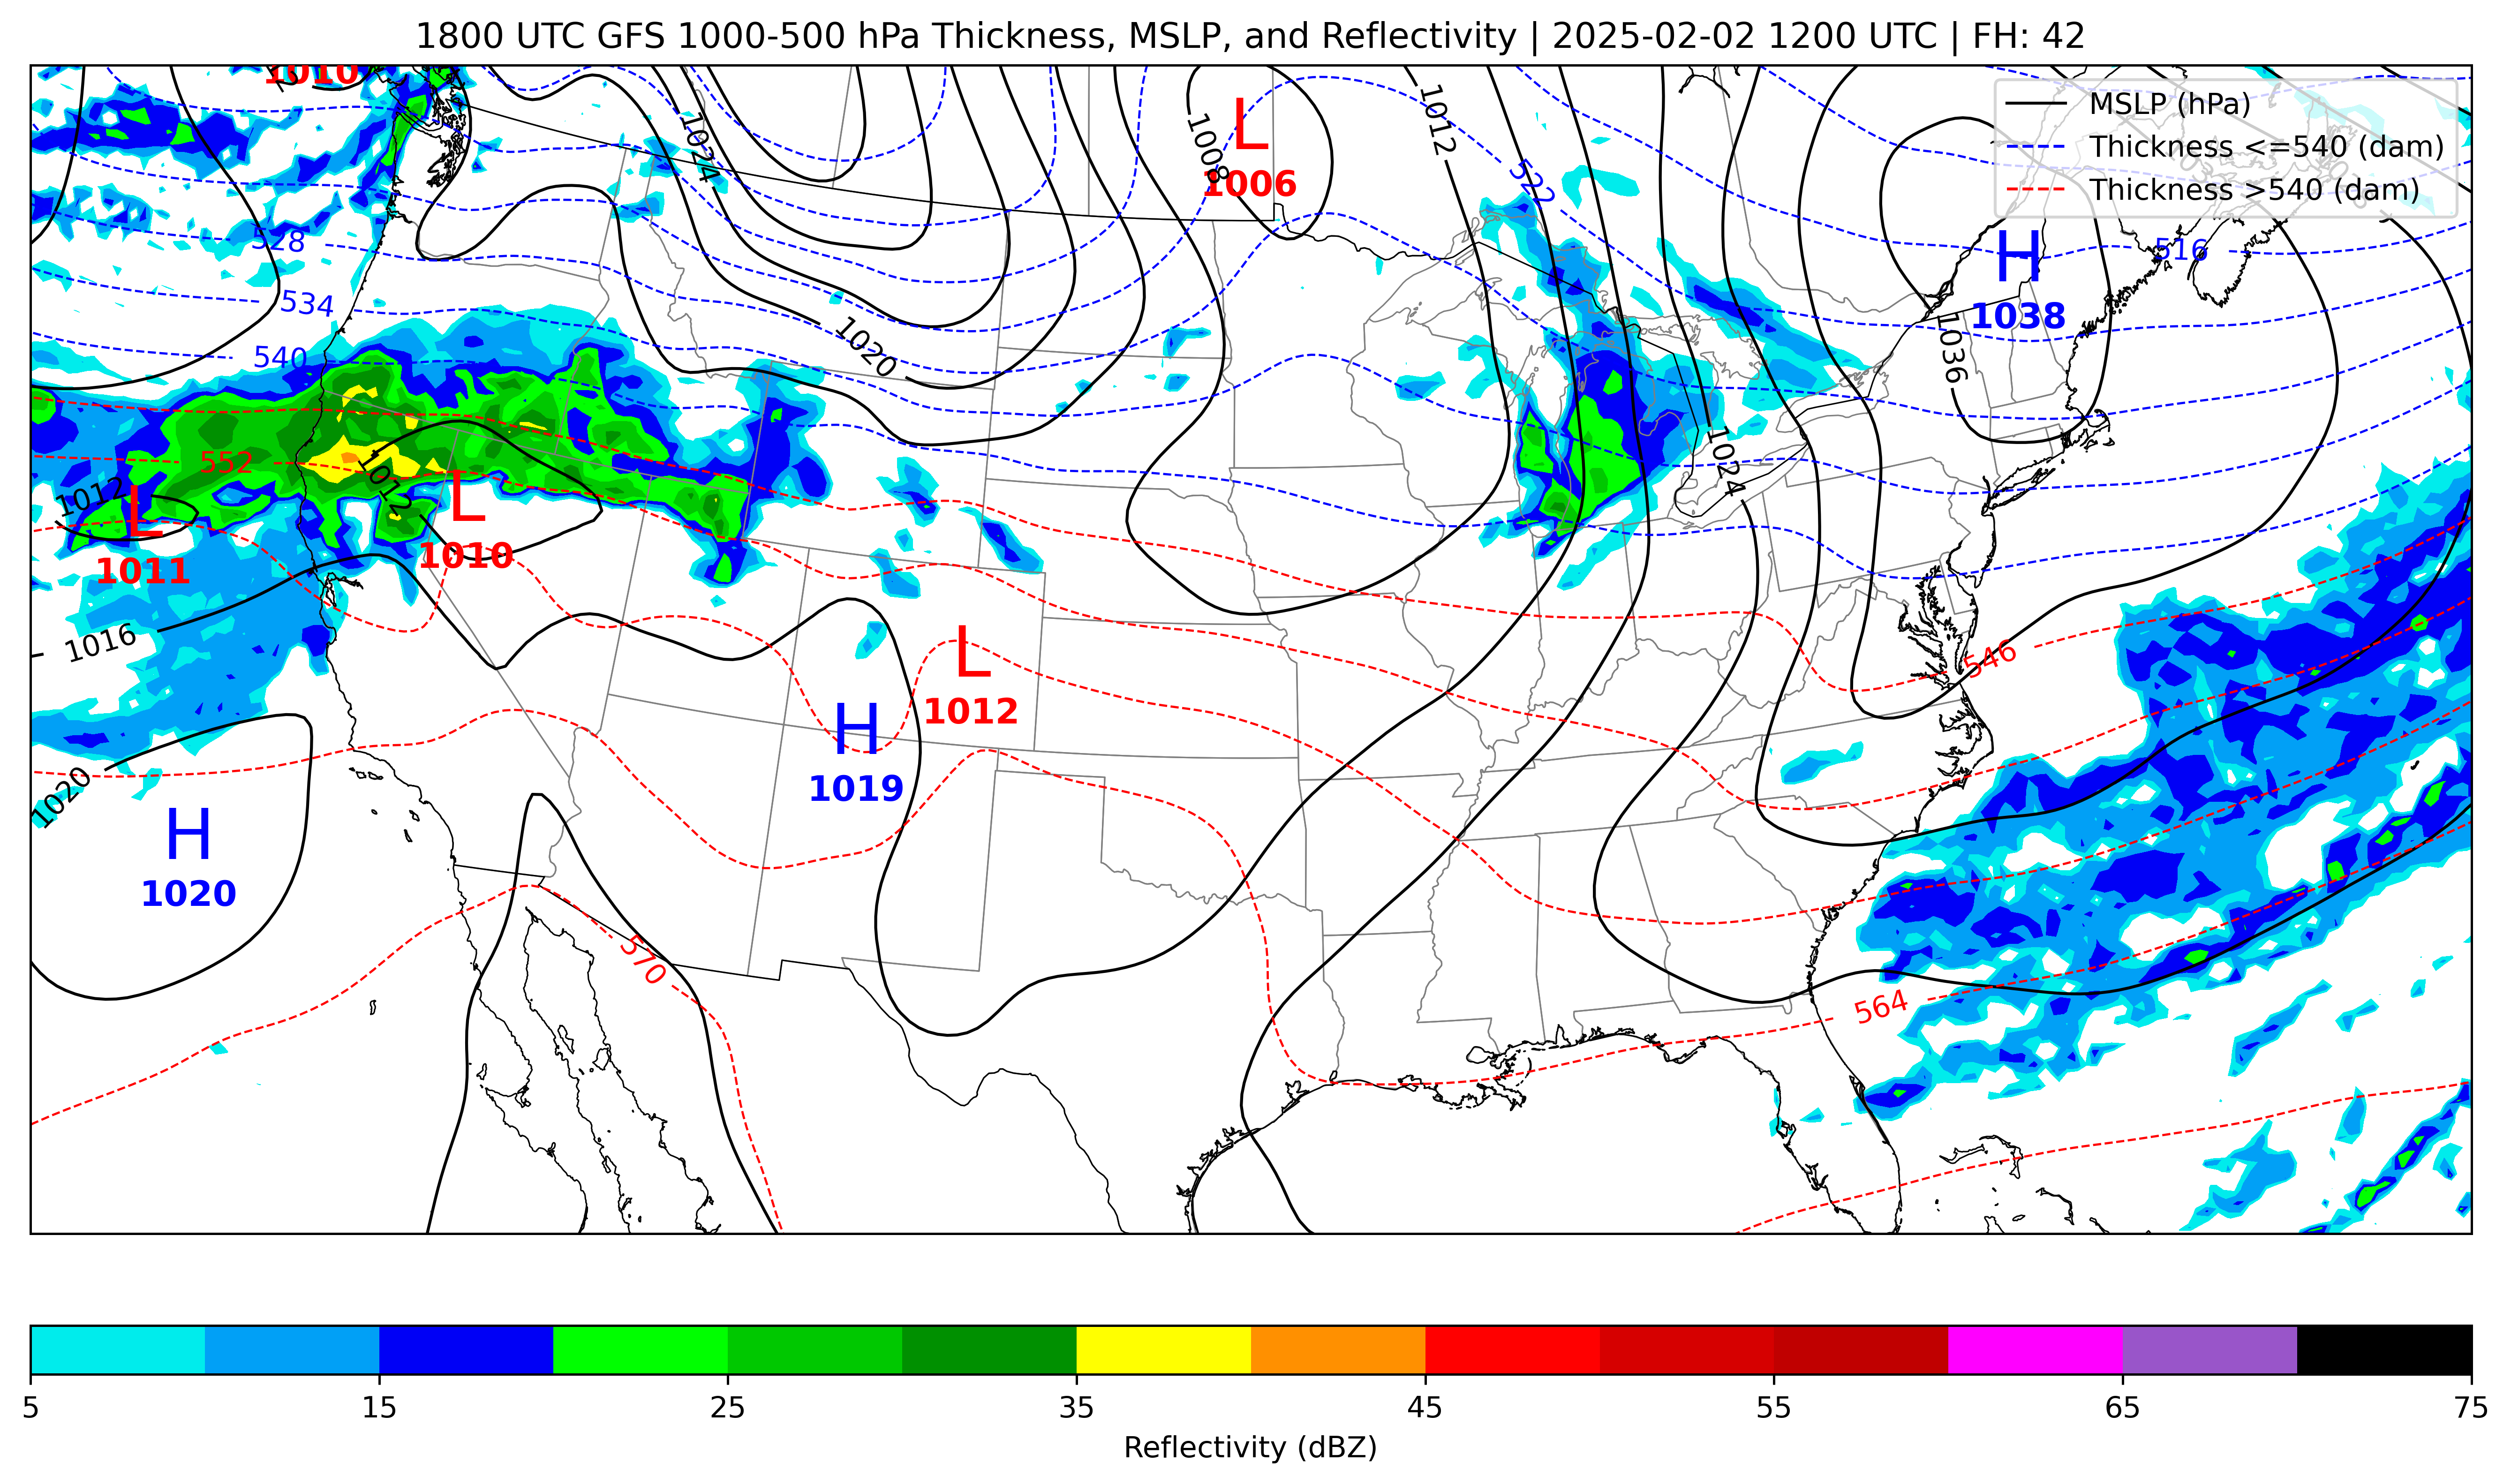 1800 UTC GFS 1000-500 hPa Thickness, MSLP, and Reflectivity | 2025-02-02 1200 UTC | FH: 42
1010
MSLP (hPa)
Thickness <=540 (dam)
Thickness >540 (dam)
1024
1008
L
1006
1012
522
528
534
540
H
1038
516
1020
1036
552
1012
L
1011
1012
L
1010
1024
1016
L
1012
H
1019
546
1020
H
1020
570
564
5
15
25
35
45
55
65
75
Reflectivity (dBZ)